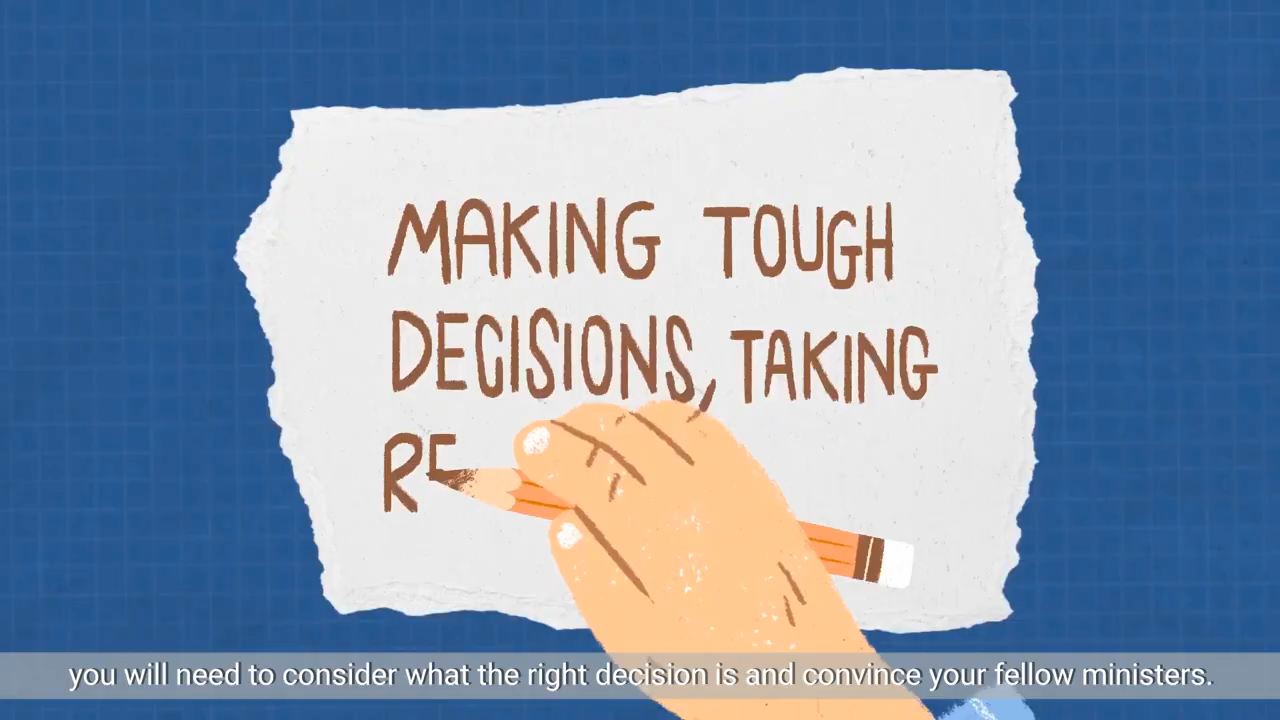 MAKING TOUGH
DECISIONS, TAKING
RE
you will need to consider what the right decision is and convince your fellow ministers.